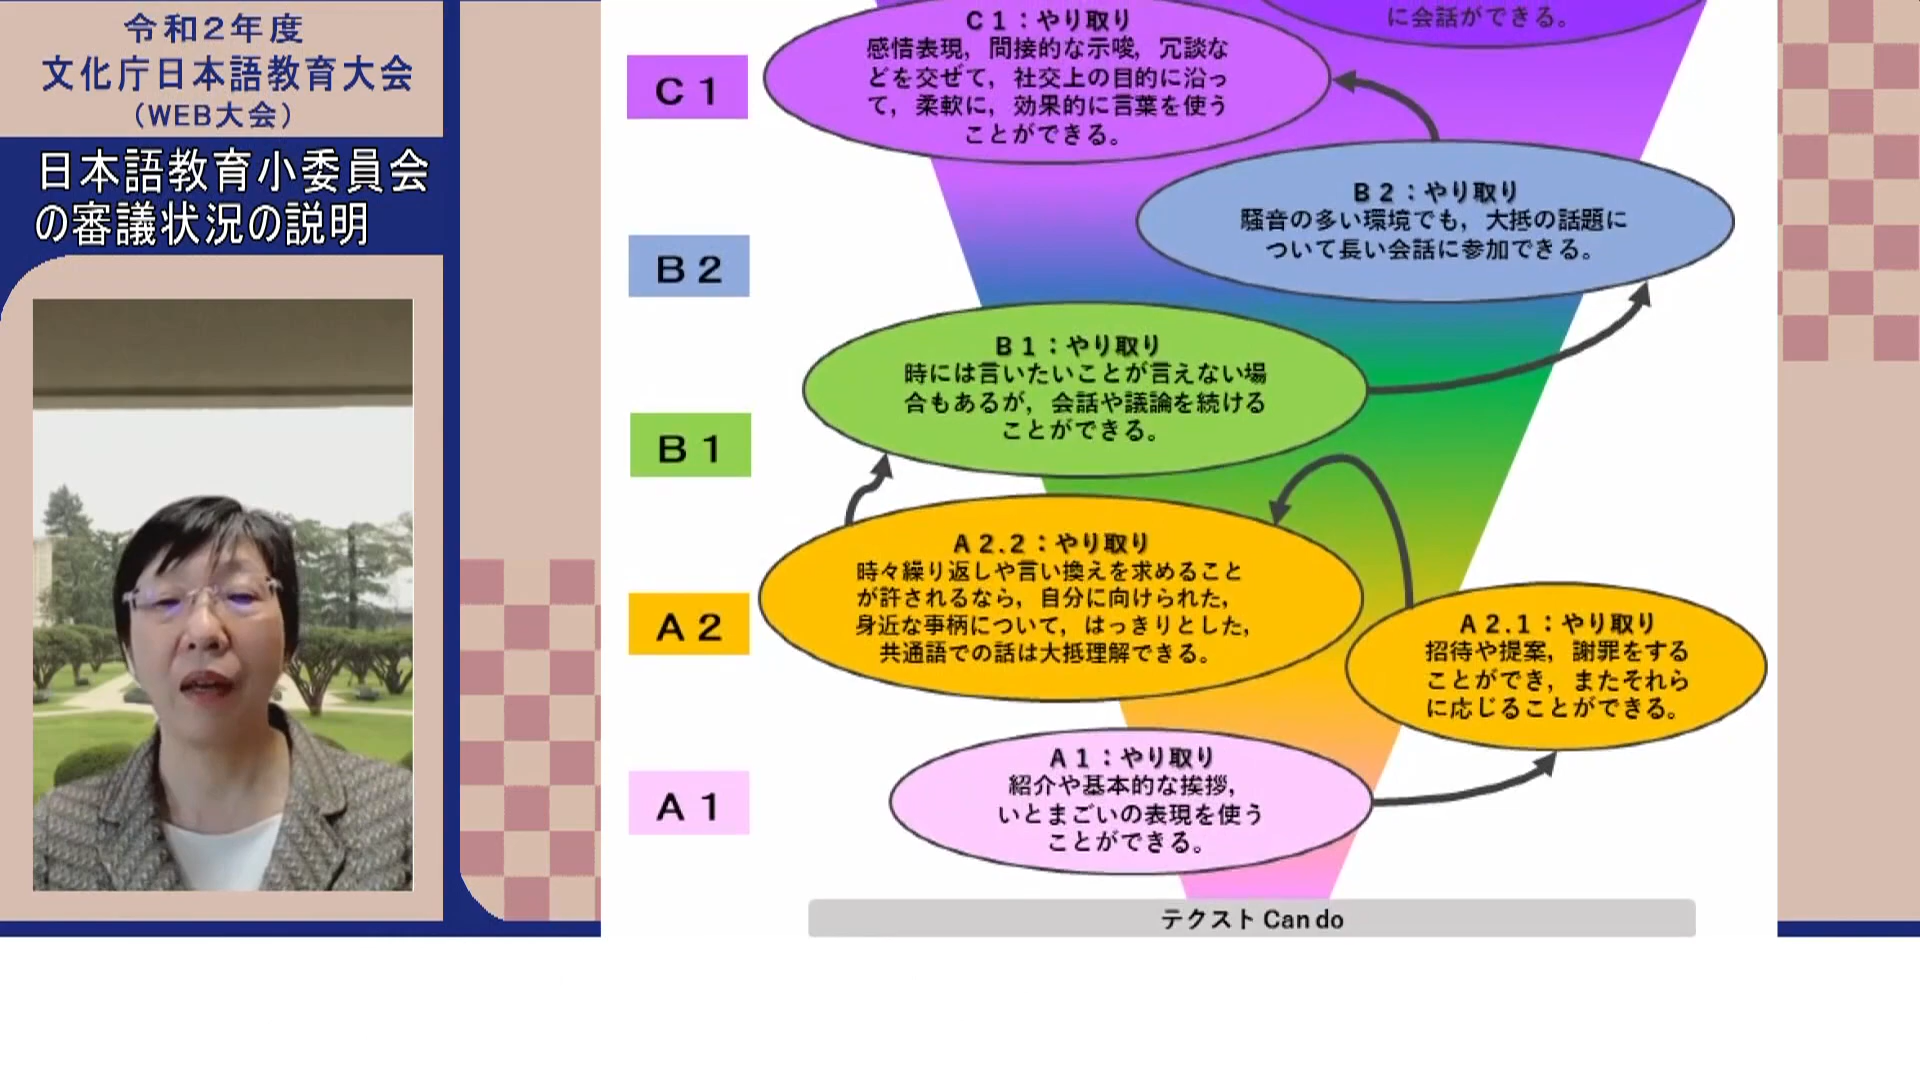 令和2年度
文化庁日本語教育大会
（WEB大会）
日本語教育小委員会
の審議状況の説明
に会話ができる。
C1
C1：やり取り
感情表現，間接的な示唆，冗談な
どを交ぜて，社交上の目的に沿っ
て，柔軟に，効果的に言葉を使う
ことができる。
B2
B2：やり取り
騒音の多い環境でも，大抵の話題に
ついて長い会話に参加できる。
B1
B1：やり取り
時には言いたいことが言えない場
合もあるが，会話や議論を続ける
ことができる。
A2
A2.2：やり取り
時々繰り返しや言い換えを求めること
が許されるなら，自分に向けられた，
身近な事柄について，はっきりとした，
共通語での話は大抵理解できる。
A2.1：やり取り
招待や提案，謝罪をする
ことができ，またそれら
に応じることができる。
A1
A1：やり取り
紹介や基本的な挨拶，
いとまごいの表現を使う
ことができる。
テクスト Can do